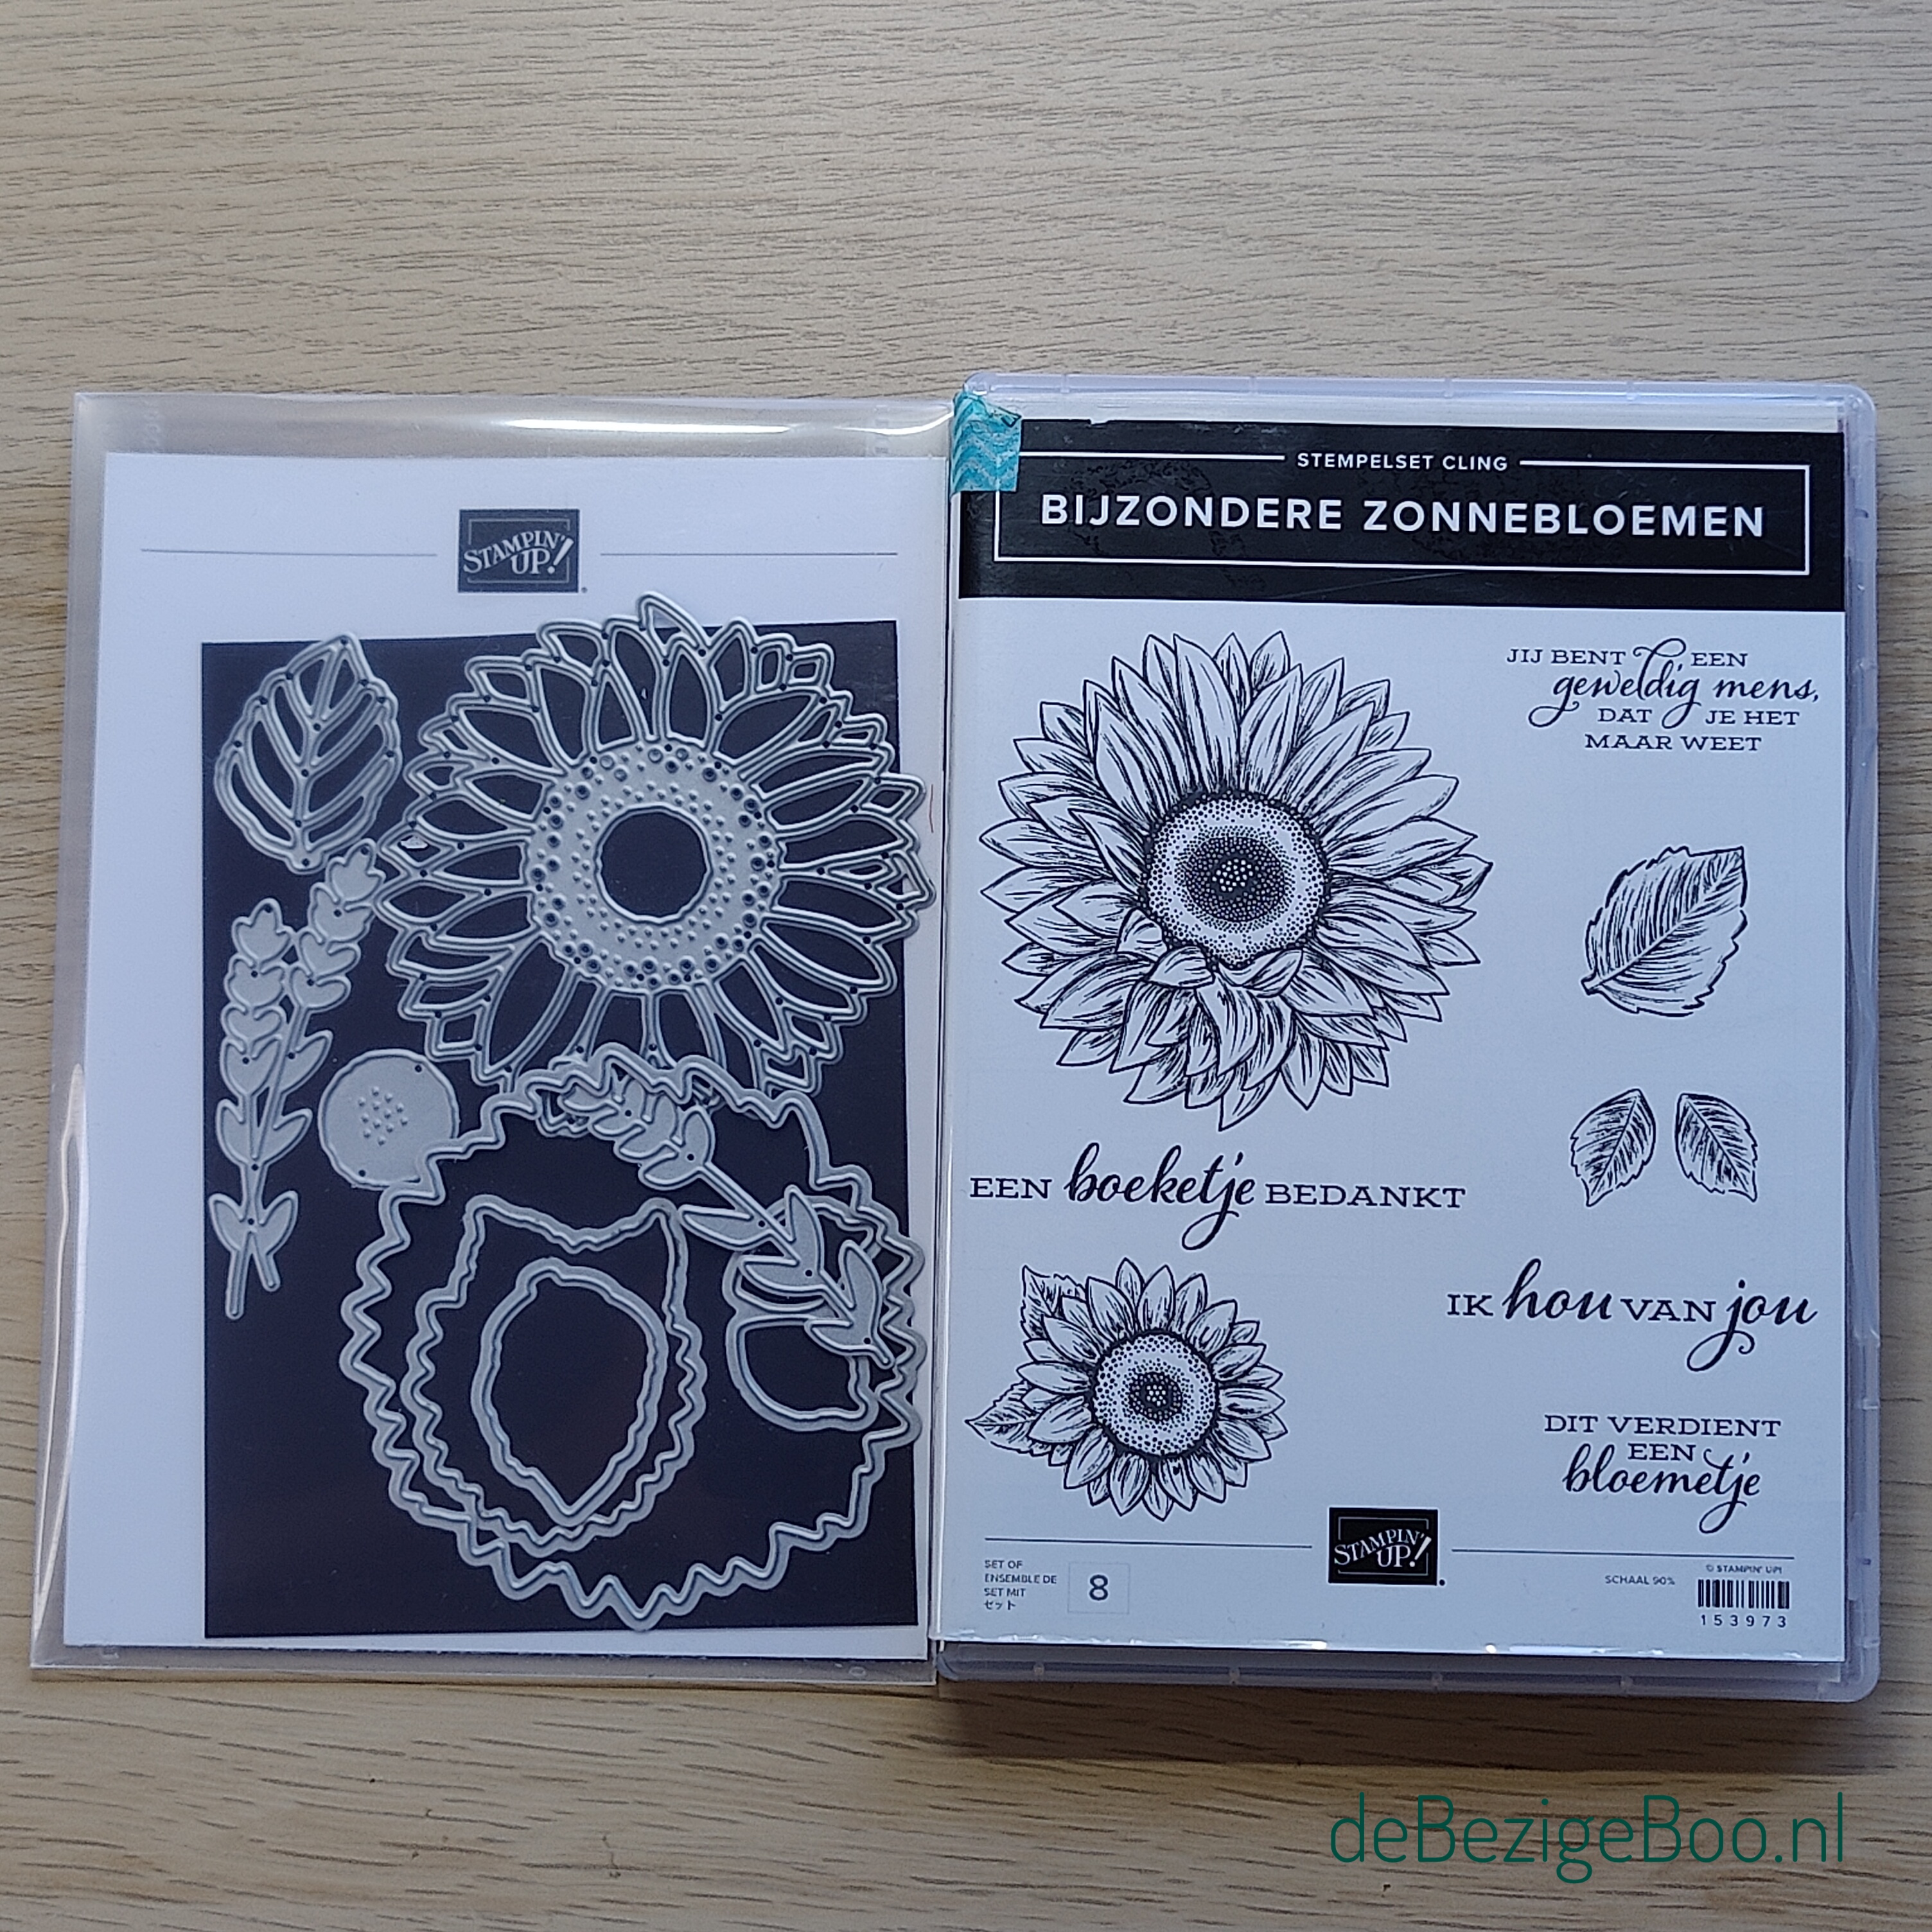 STAMPIN' UP!
STEMPELSET CLING
BIJZONDERE ZONNEBLOEMEN
JIJ BENT EEN
geweldig mens,
DAT JE HET
MAAR WEET
EEN boeketje BEDANKT
IK hou VAN jou
DIT VERDIENT
EEN
bloemetje
STAMPIN' UP!
SET OF
ENSEMBLE DE
SET MIT
セット
8
SCHAAL 90%
© STAMPIN' UP!
153973
deBezigeBoo.nl